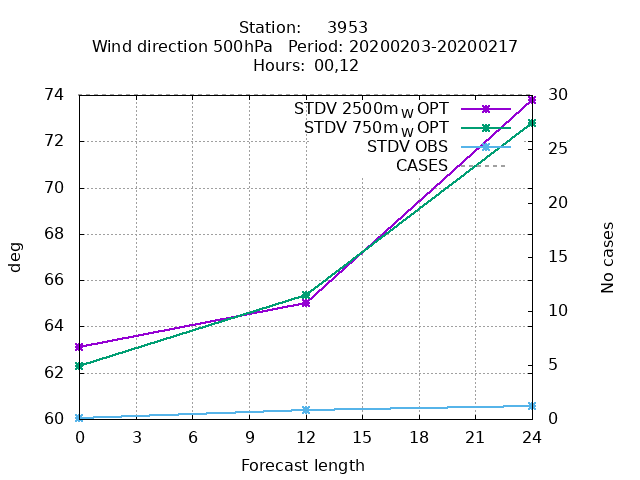 Station: 3953
Wind direction 500hPa Period: 20200203-20200217
Hours: 00,12
74 30
STDV 2500m W OPT
STDV 750m W OPT
STDV OBS
CASES
72 25
70 20
68 15
66 10
64 5
62 0
60
deg
No cases
0 3 6 9 12 15 18 21 24
Forecast length